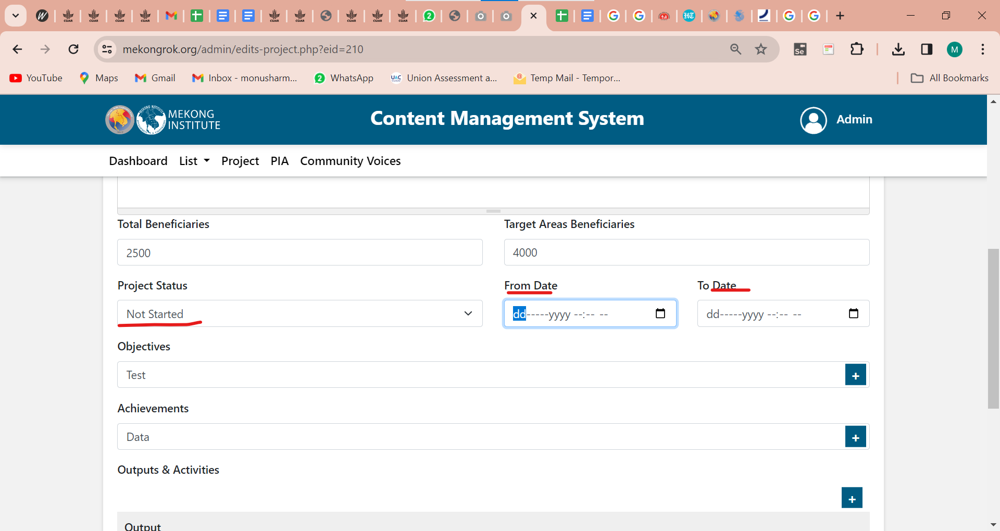 mekongrok.org/admin/edits-project.php?eid=210
Se
M
YouTube
Maps
Gmail
Inbox - monusharm...
2
WhatsApp
UAC
Union Assessment a...
Temp Mail - Tempor...
All Bookmarks
MEKONG
INSTITUTE
Content Management System
Admin
Dashboard
List
Project
PIA
Community Voices
Total Beneficiaries
Target Areas Beneficiaries
2500
4000
Project Status
From Date
To Date
Not Started
dd-----yyyy --:-- --
dd-----yyyy --:-- --
Objectives
Test
+
Achievements
Data
+
Outputs & Activities
+
Output